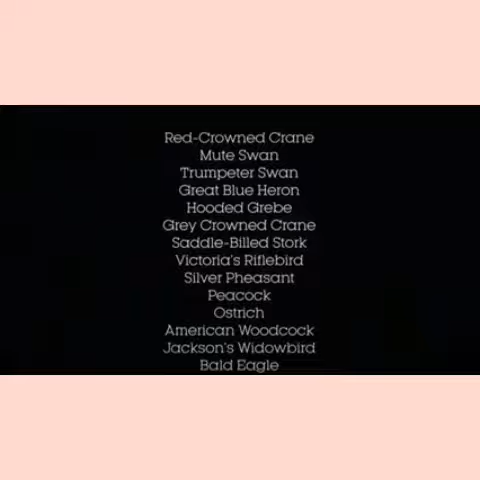 Red-Crowned Crane
Mute Swan
Trumpeter Swan
Great Blue Heron
Hooded Grebe
Grey Crowned Crane
Saddle-Billed Stork
Victoria's Riflebird
Silver Pheasant
Peacock
Ostrich
American Woodcock
Jackson's Widowbird
Bald Eagle